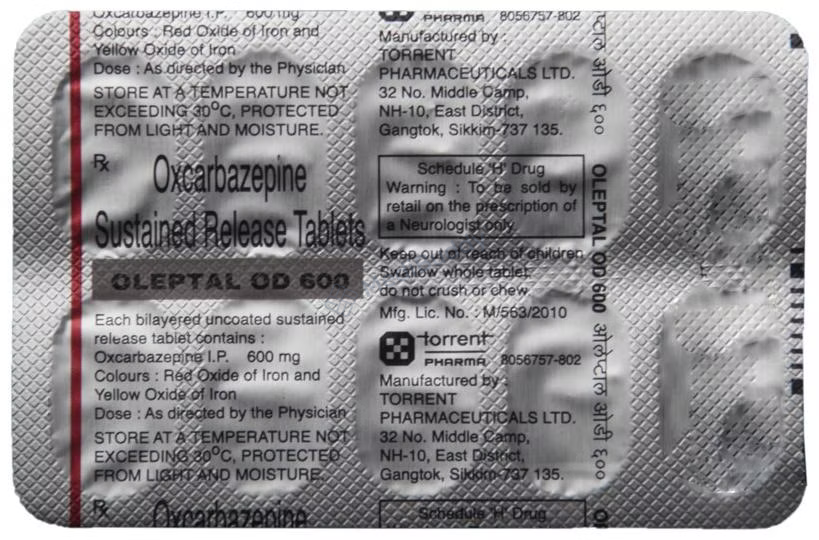 Oxcarbazepine I.P. 600 mg
Colours : Red Oxide of Iron and
Yellow Oxide of Iron
Dose : As directed by the Physician
STORE AT A TEMPERATURE NOT
EXCEEDING 30°C, PROTECTED
FROM LIGHT AND MOISTURE.
Rx
Oxcarbazepine
Sustained Release Tablets
OLEPTAL OD 600
Each bilayered uncoated sustained
release tablet contains :
Oxcarbazepine I.P. 600 mg
Colours : Red Oxide of Iron and
Yellow Oxide of Iron
Dose : As directed by the Physician
STORE AT A TEMPERATURE NOT
EXCEEDING 30°C, PROTECTED
FROM LIGHT AND MOISTURE.
Rx
Oxcarbazepine
PHARMA 8056757-802
Manufactured by :
TORRENT
PHARMACEUTICALS LTD.
32 No. Middle Camp,
NH-10, East District,
Gangtok, Sikkim-737 135.
Schedule 'H' Drug
Warning : To be sold by
retail on the prescription of
a Neurologist only.
Keep out of reach of children
Swallow whole tablet,
do not crush or chew.
Mfg. Lic. No. : M/563/2010
torrent
PHARMA 8056757-802
Manufactured by :
TORRENT
PHARMACEUTICALS LTD.
32 No. Middle Camp,
NH-10, East District,
Gangtok, Sikkim-737 135.
Schedule 'H' Drug
ओडी ६००
OLEPTAL OD 600
ओलेप्टाल ओडी ६००